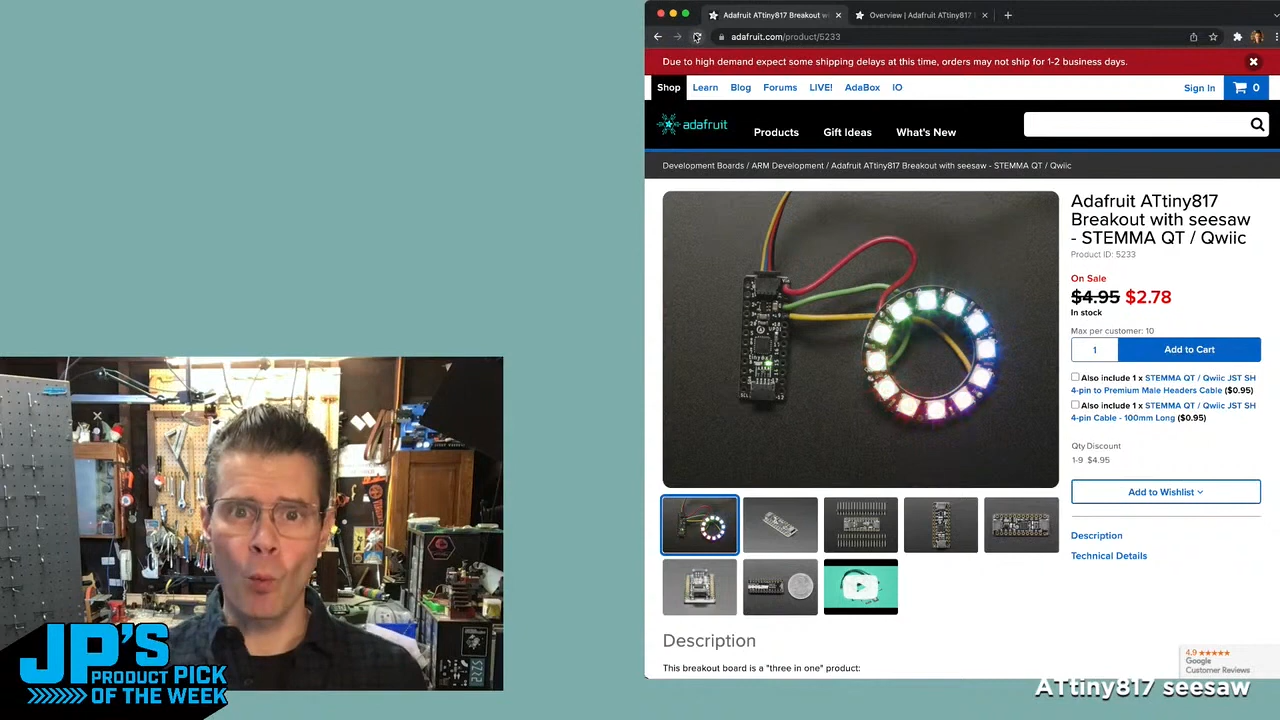 Adafruit ATtiny817 Breakout wi
Overview | Adafruit ATtiny817
adafruit.com/product/5233
Due to high demand expect some shipping delays at this time, orders may not ship for 1-2 business days.
Shop Learn Blog Forums LIVE! AdaBox IO
Sign In 0
adafruit
Products Gift Ideas What's New
Development Boards / ARM Development / Adafruit ATtiny817 Breakout with seesaw - STEMMA QT / Qwiic
Adafruit ATtiny817
Breakout with seesaw
- STEMMA QT / Qwiic
Product ID: 5233
On Sale
$4.95 $2.78
In stock
Max per customer: 10
1 Add to Cart
Also include 1 x STEMMA QT / Qwiic JST SH
4-pin to Premium Male Headers Cable ($0.95)
Also include 1 x STEMMA QT / Qwiic JST SH
4-pin Cable - 100mm Long ($0.95)
Qty Discount
1-9 $4.95
Add to Wishlist
Description
Technical Details
Description
This breakout board is a "three in one" product:
4.9
Google
Customer Reviews
JP'S
PRODUCT PICK
OF THE WEEK
ATtiny817 seesaw